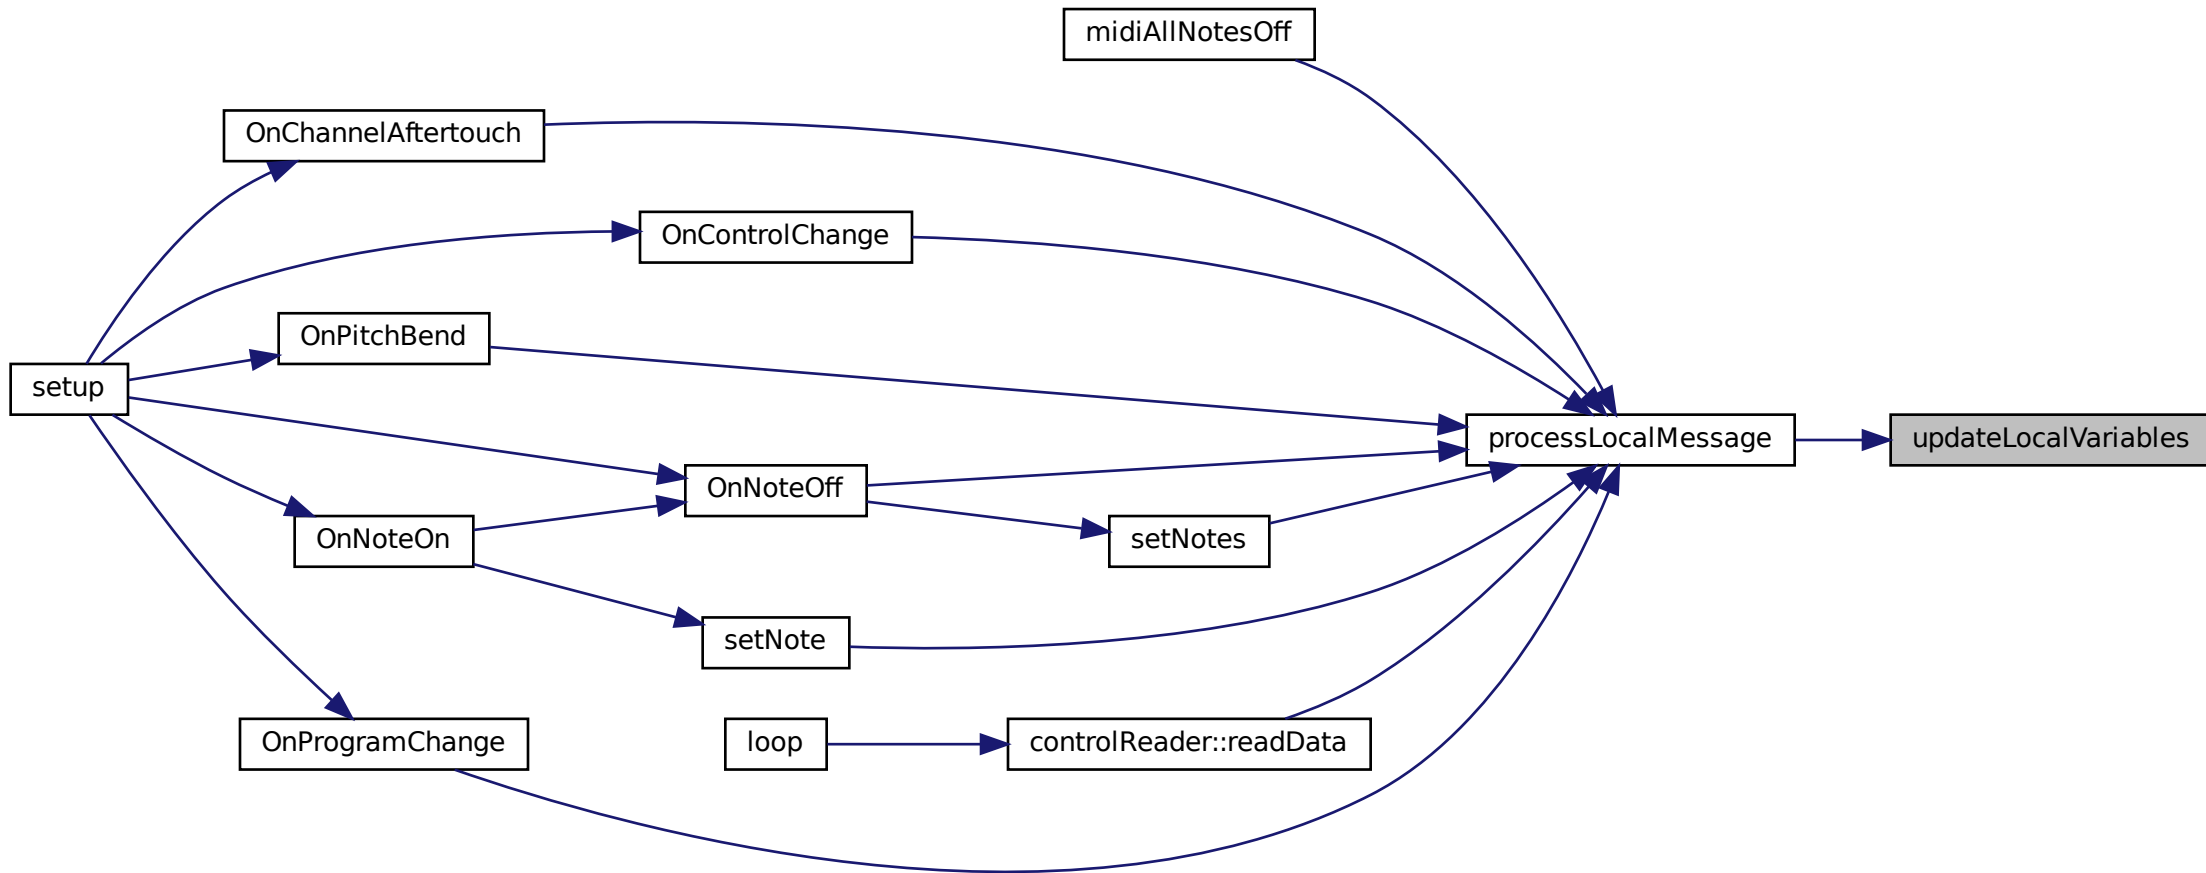 midiAllNotesOff
OnChannelAftertouch
OnControlChange
OnPitchBend
setup
processLocalMessage
updateLocalVariables
OnNoteOff
OnNoteOn
setNotes
setNote
OnProgramChange
loop
controlReader::readData